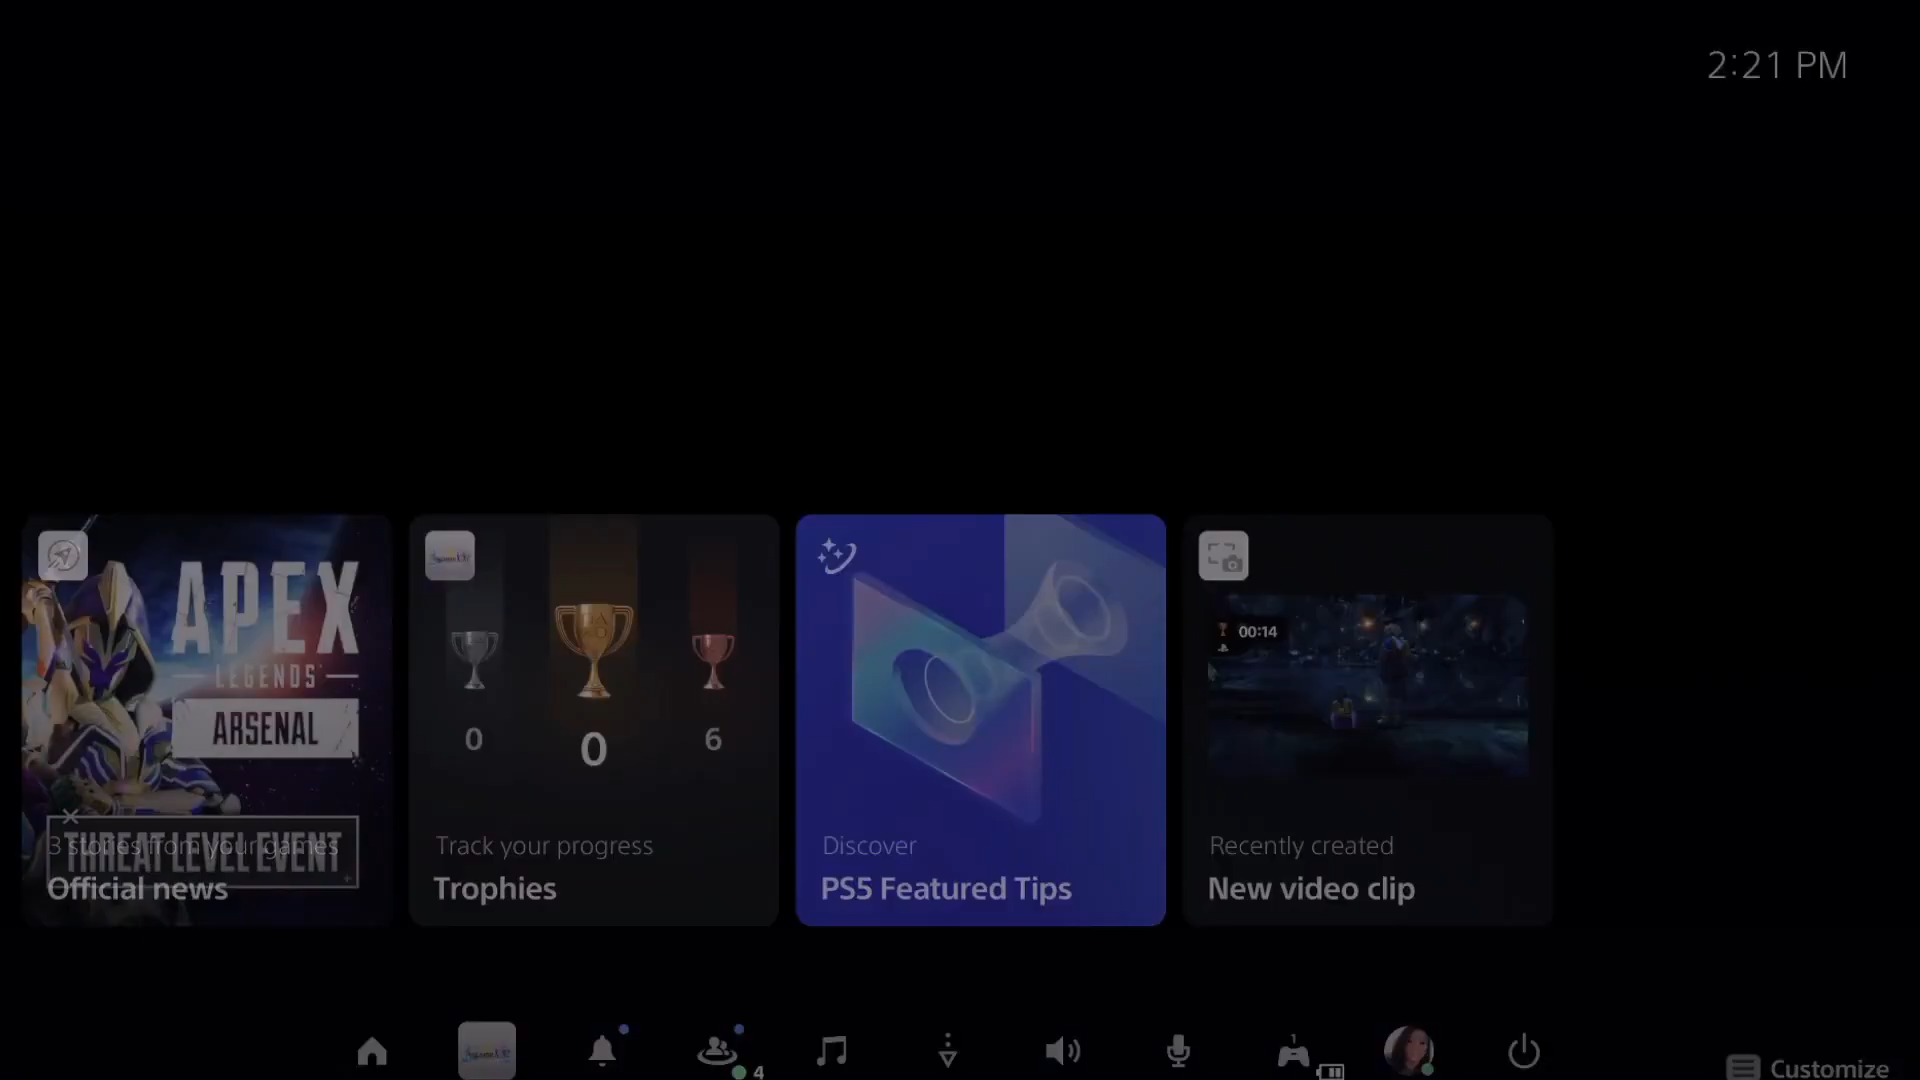 2:21 PM
APEX
LEGENDS
ARSENAL
THREAT LEVEL EVENT
3 stories from your games
Official news
0
0
6
Track your progress
Trophies
Discover
PS5 Featured Tips
00:14
Recently created
New video clip
4
1
Customize